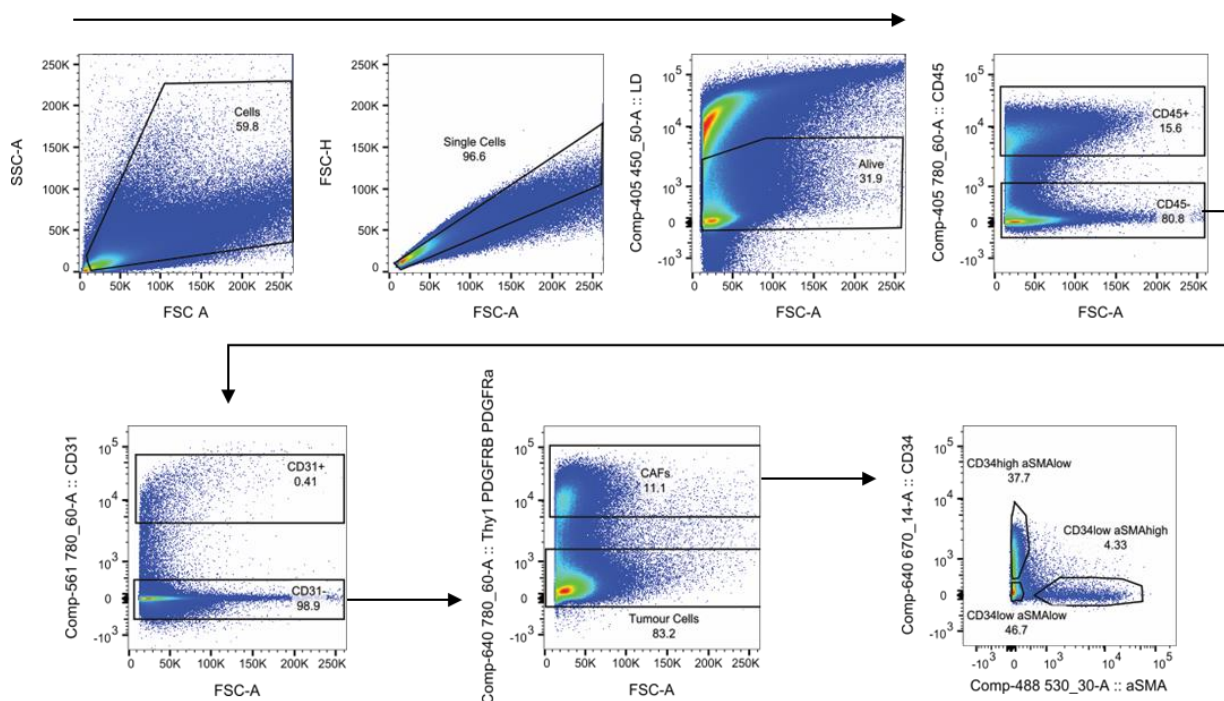 SSC-A
250K
200K
150K
100K
50K
0
Cells
59.8
0 50K 100K 150K 200K 250K
FSC A
FSC-H
250K
200K
150K
100K
50K
0
Single Cells
96.6
0 50K 100K 150K 200K 250K
FSC-A
Comp-405 450_50-A :: LD
10^5
10^4
10^3
0
-10^3
Alive
31.9
0 50K 100K 150K 200K 250K
FSC-A
Comp-405 780_60-A :: CD45
10^5
10^4
10^3
0
-10^3
CD45+
15.6
CD45-
80.8
0 50K 100K 150K 200K 250K
FSC-A
Comp-561 780_60-A :: CD31
10^5
10^4
10^3
0
-10^3
CD31+
0.41
CD31-
98.9
0 50K 100K 150K 200K 250K
FSC-A
Comp-640 780_60-A :: Thy1 PDGFRB PDGFRa
10^5
10^4
10^3
0
-10^3
CAFs
11.1
Tumour Cells
83.2
0 50K 100K 150K 200K 250K
FSC-A
Comp-640 670_14-A :: CD34
10^5
10^4
10^3
0
-10^3
CD34high aSMAlow
37.7
CD34low aSMAhigh
4.33
CD34low aSMAlow
46.7
-10^3 0 10^3 10^4 10^5
Comp-488 530_30-A :: aSMA